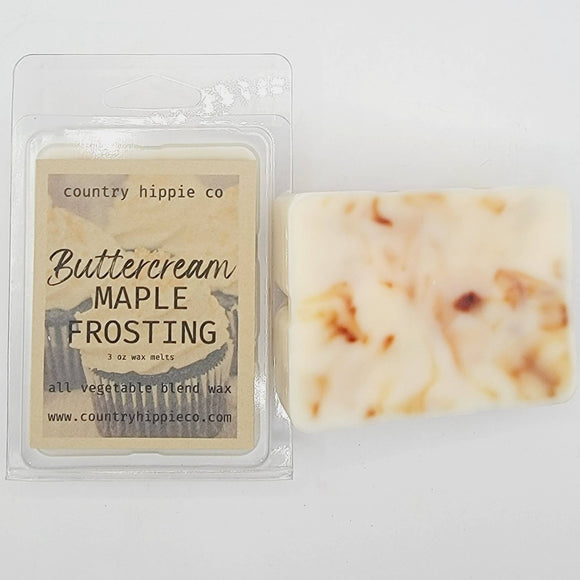 country hippie co
Buttercream
MAPLE
FROSTING
3 oz wax melts
all vegetable blend wax
www.countryhippieco.com